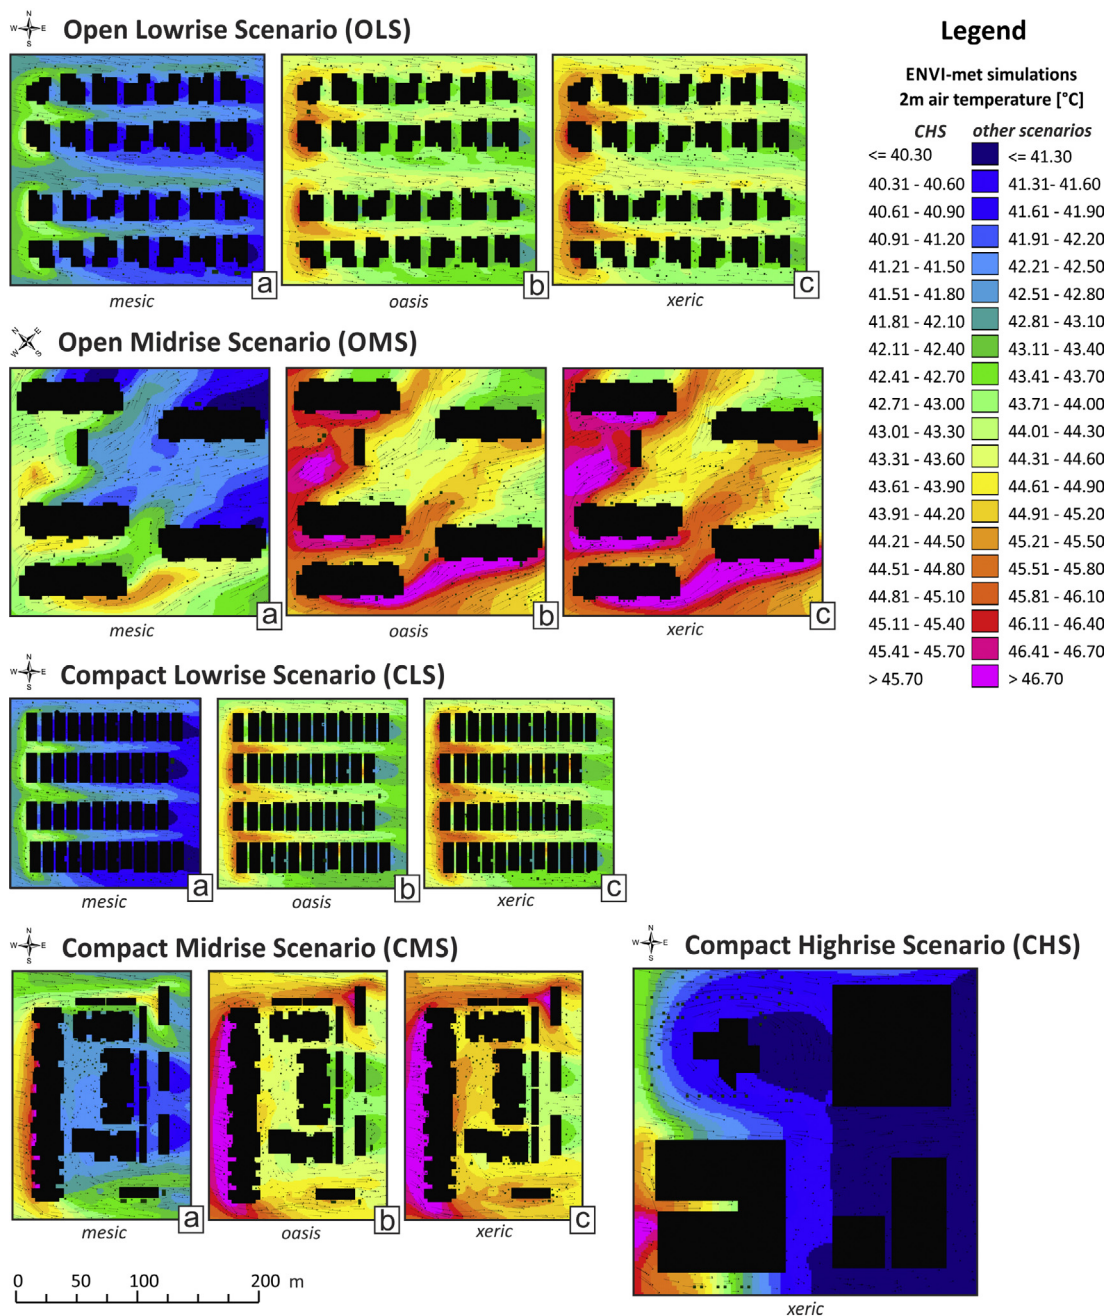 Open Lowrise Scenario (OLS)
N
W E
S
a
b
c
mesic
oasis
xeric
Open Midrise Scenario (OMS)
N
E
W
S
a
b
c
mesic
oasis
xeric
Compact Lowrise Scenario (CLS)
N
W E
S
a
b
c
mesic
oasis
xeric
Compact Midrise Scenario (CMS)
N
W E
S
a
b
c
mesic
oasis
xeric
Compact Highrise Scenario (CHS)
N
W E
S
xeric
0 50 100 200 m
Legend
ENVI-met simulations
2m air temperature [°C]
CHS other scenarios
<= 40.30 <= 41.30
40.31 - 40.60 41.31- 41.60
40.61 - 40.90 41.61 - 41.90
40.91 - 41.20 41.91 - 42.20
41.21 - 41.50 42.21 - 42.50
41.51 - 41.80 42.51 - 42.80
41.81 - 42.10 42.81 - 43.10
42.11 - 42.40 43.11 - 43.40
42.41 - 42.70 43.41 - 43.70
42.71 - 43.00 43.71 - 44.00
43.01 - 43.30 44.01 - 44.30
43.31 - 43.60 44.31 - 44.60
43.61 - 43.90 44.61 - 44.90
43.91 - 44.20 44.91 - 45.20
44.21 - 44.50 45.21 - 45.50
44.51 - 44.80 45.51 - 45.80
44.81 - 45.10 45.81 - 46.10
45.11 - 45.40 46.11 - 46.40
45.41 - 45.70 46.41 - 46.70
> 45.70 > 46.70